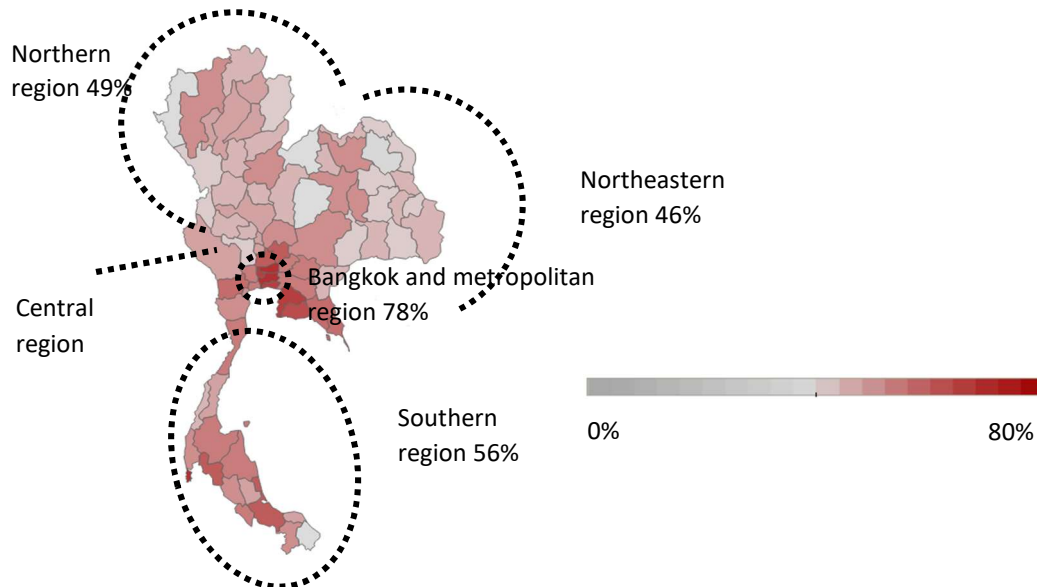 Northern
region 49%
Northeastern
region 46%
Bangkok and metropolitan
region 78%
Central
region
Southern
region 56%
0%
80%